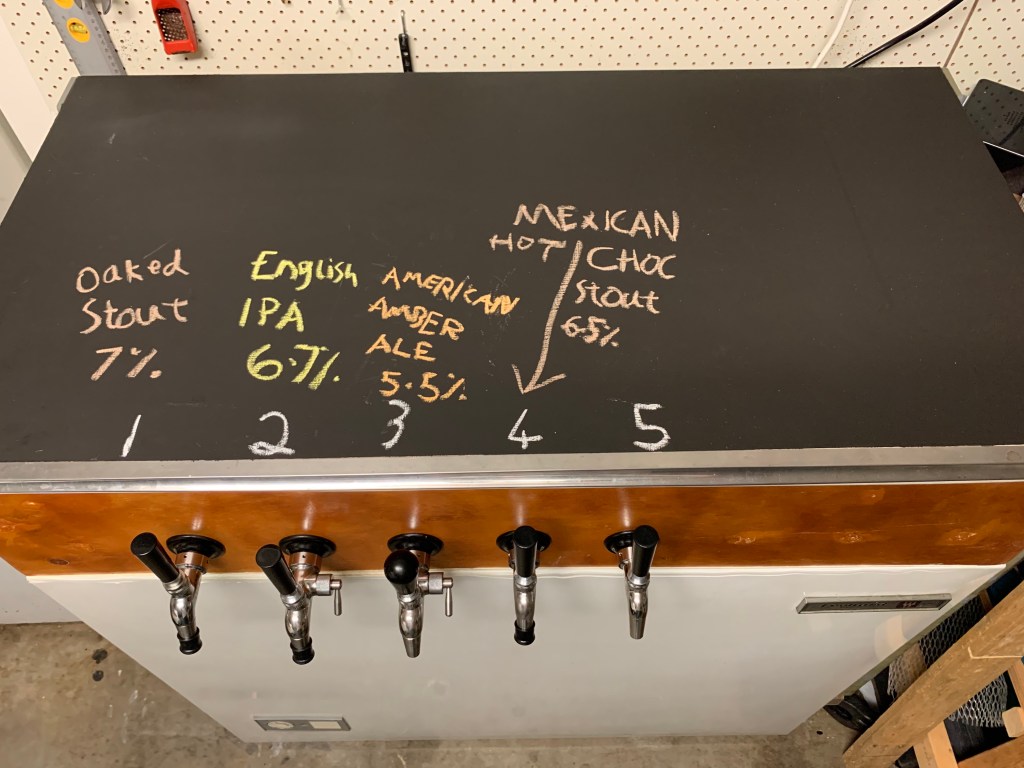 Oaked
Stout
7%
English
IPA
6.7%
AMERICAN
AMBER
ALE
5.5%
MEXICAN
HOT CHOC
Stout
6.5%
1 2 3 4 5